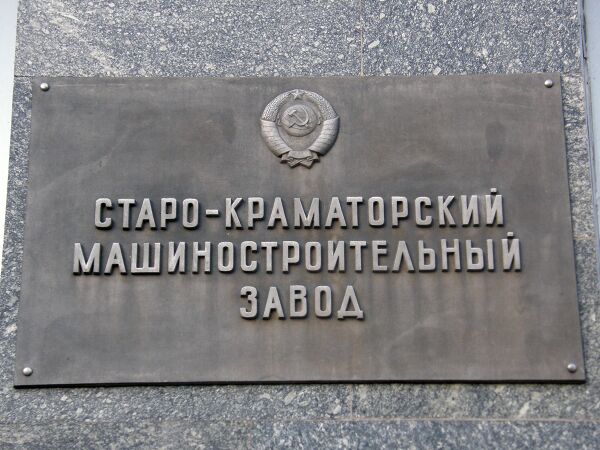 СТАРО-КРАМАТОРСКИЙ
МАШИНОСТРОИТЕЛЬНЫЙ
ЗАВОД